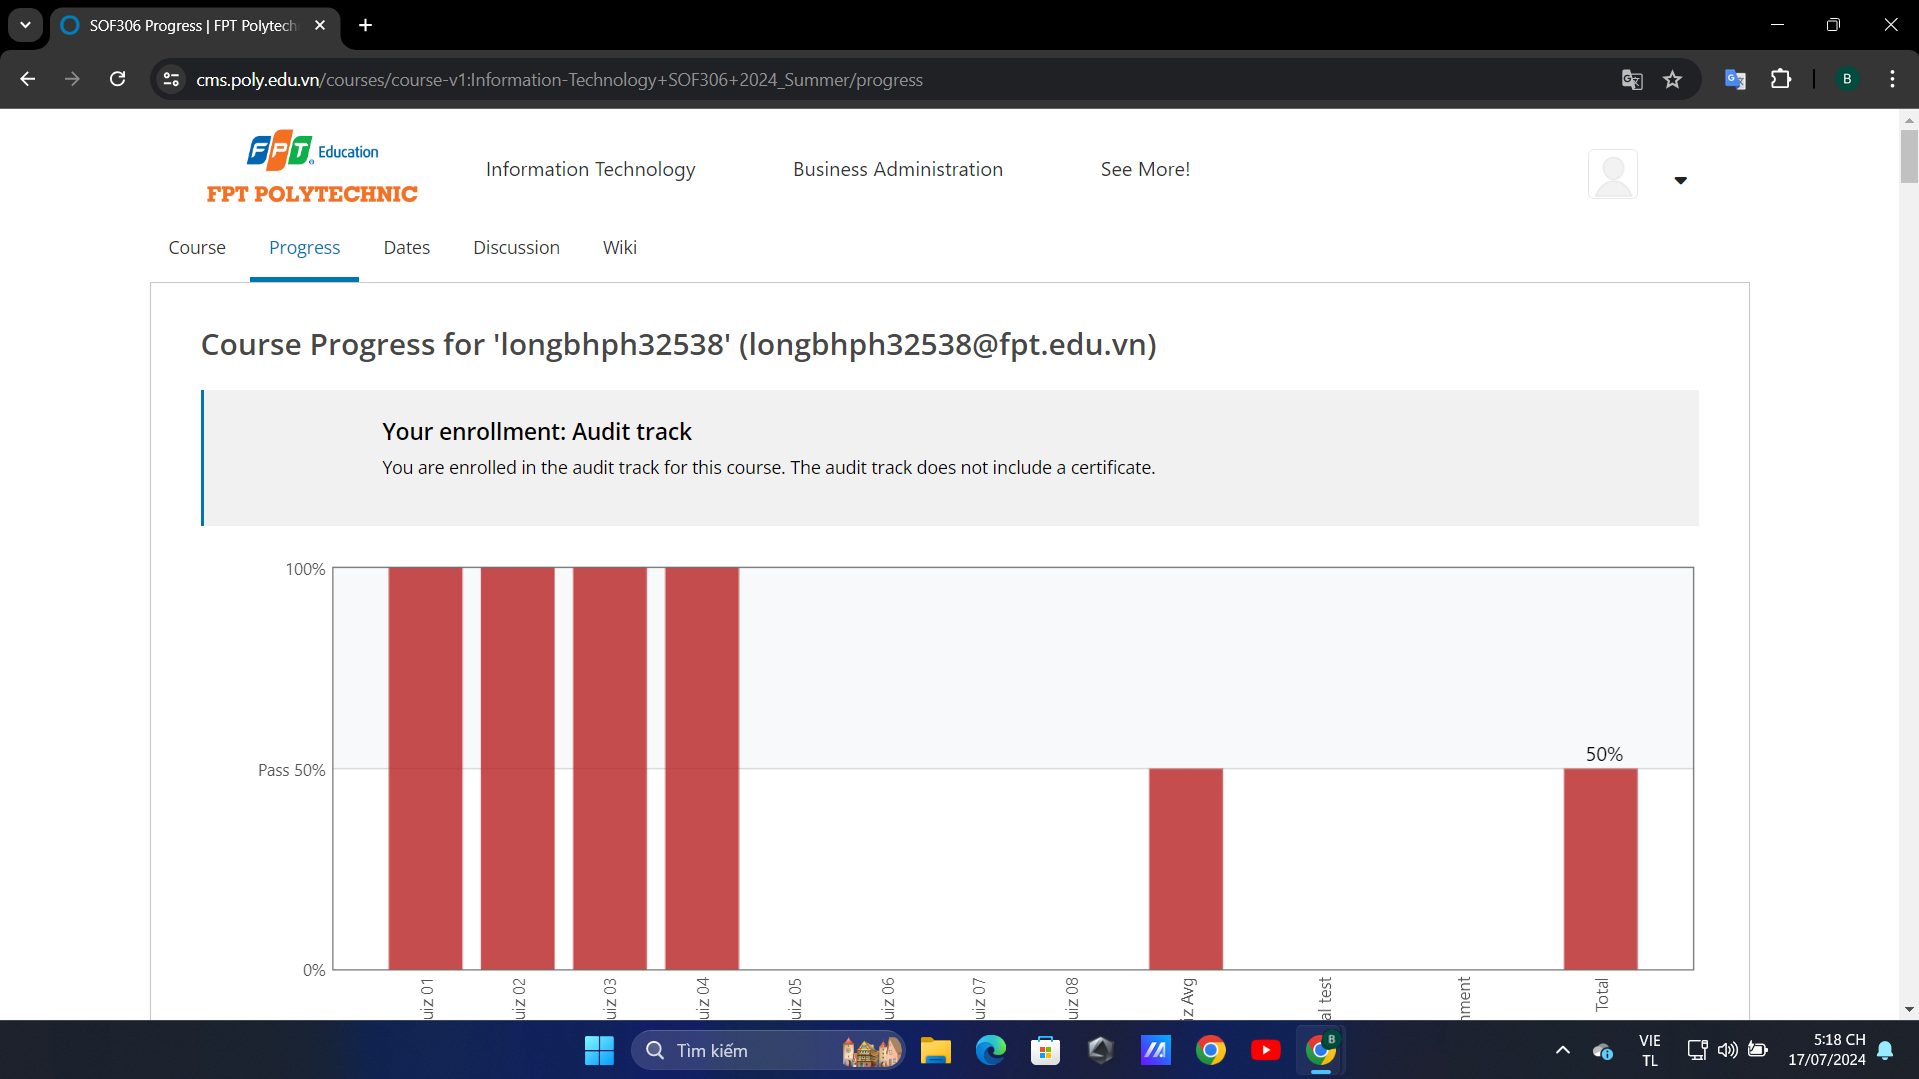 SOF306 Progress | FPT Polytech
cms.poly.edu.vn/courses/course-v1:Information-Technology+SOF306+2024_Summer/progress
B
FPT Education
FPT POLYTECHNIC
Information Technology
Business Administration
See More!
Course
Progress
Dates
Discussion
Wiki
Course Progress for 'longbhph32538' (longbhph32538@fpt.edu.vn)
Your enrollment: Audit track
You are enrolled in the audit track for this course. The audit track does not include a certificate.
100%
Pass 50%
0%
50%
uiz 01
uiz 02
uiz 03
uiz 04
uiz 05
uiz 06
uiz 07
uiz 08
iz Avg
al test
nment
Total
Tìm kiếm
B
VIE
TL
5:18 CH
17/07/2024